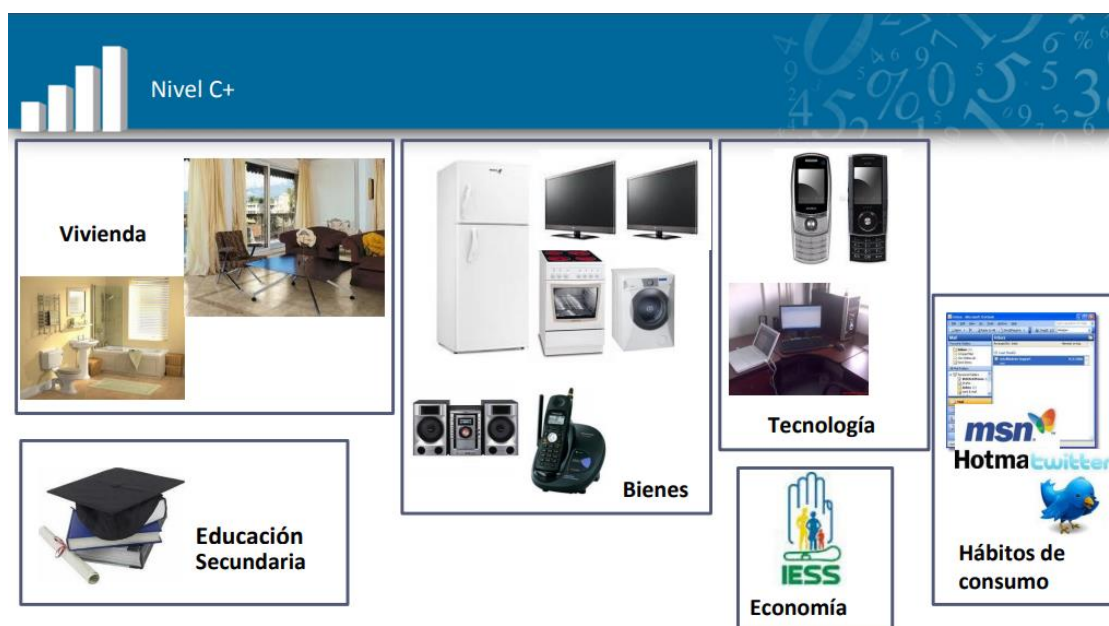 Nivel C+
Vivienda
Bienes
Tecnología
Educación
Secundaria
IESS
Economía
msn
Hotma
twitter
Hábitos de
consumo